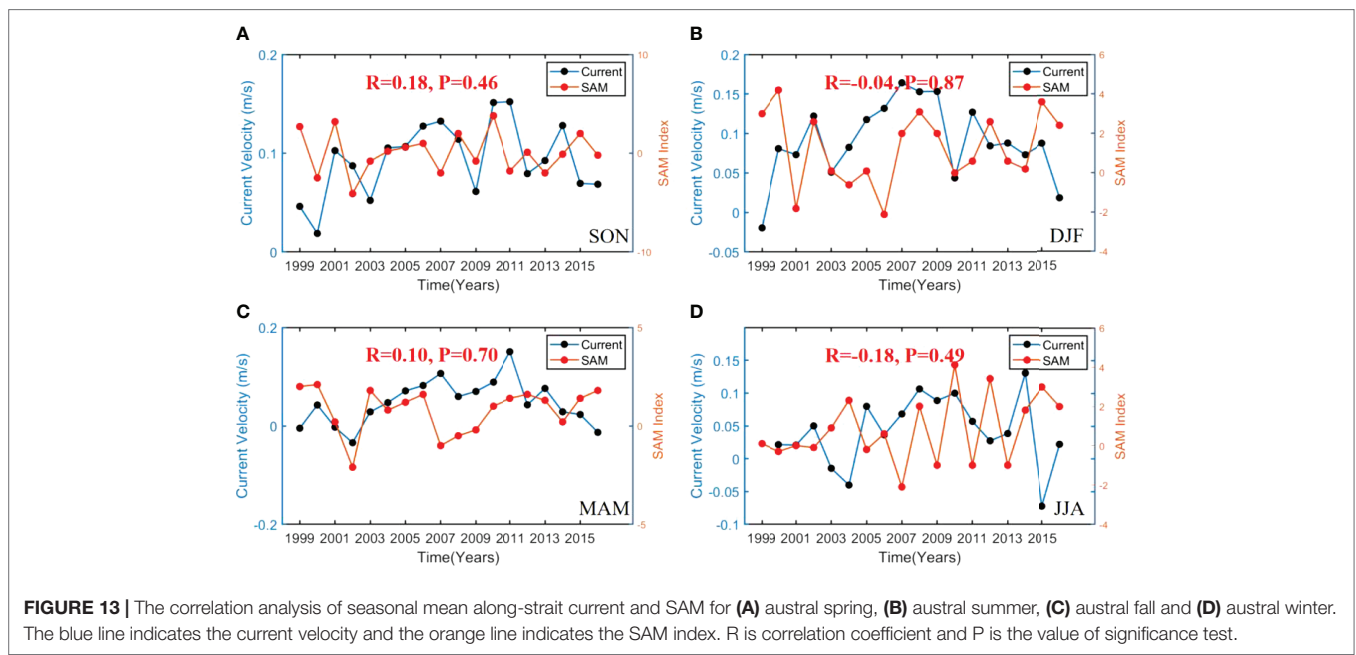 A
R=0.18, P=0.46
Current
SAM
0.2
0.1
0
Current Velocity (m/s)
10
0
-10
SAM Index
SON
1999 2001 2003 2005 2007 2009 2011 2013 2015
Time(Years)
B
R=-0.04, P=0.87
Current
SAM
0.2
0.15
0.1
0.05
0
-0.05
Current Velocity (m/s)
6
4
2
0
-2
-4
SAM Index
DJF
1999 2001 2003 2005 2007 2009 2011 2013 2015
Time(Years)
C
R=0.10, P=0.70
Current
SAM
0.2
0
-0.2
Current Velocity (m/s)
5
0
-5
SAM Index
MAM
1999 2001 2003 2005 2007 2009 2011 2013 2015
Time(Years)
D
R=-0.18, P=0.49
Current
SAM
0.15
0.1
0.05
0
-0.05
-0.1
Current Velocity (m/s)
6
4
2
0
-2
-4
SAM Index
JJA
1999 2001 2003 2005 2007 2009 2011 2013 2015
Time(Years)
FIGURE 13 | The correlation analysis of seasonal mean along-strait current and SAM for (A) austral spring, (B) austral summer, (C) austral fall and (D) austral winter.
The blue line indicates the current velocity and the orange line indicates the SAM index. R is correlation coefficient and P is the value of significance test.